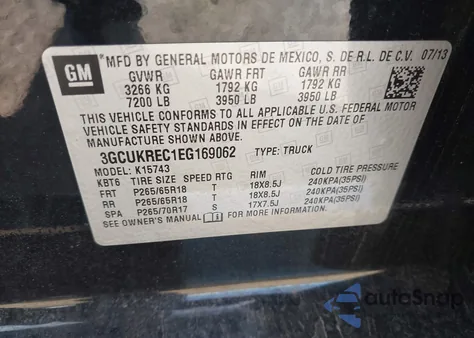 GM
MFD BY GENERAL MOTORS DE MEXICO, S. DE R.L. DE C.V. 07/13
GVWR GAWR FRT GAWR RR
3266 KG 1792 KG 1792 KG
7200 LB 3950 LB 3950 LB
THIS VEHICLE CONFORMS TO ALL APPLICABLE U.S. FEDERAL MOTOR
VEHICLE SAFETY STANDARDS IN EFFECT ON THE DATE OF
MANUFACTURE SHOWN ABOVE.
3GCUKREC1EG169062 TYPE: TRUCK
MODEL: K15743
KBT6 TIRE SIZE SPEED RTG RIM COLD TIRE PRESSURE
FRT P265/65R18 T 18X8.5J 240KPA(35PSI)
RR P265/65R18 T 18X8.5J 240KPA(35PSI)
SPA P265/70R17 S 17X7.5J 240KPA(35PSI)
SEE OWNER'S MANUAL FOR MORE INFORMATION.
autoSnap